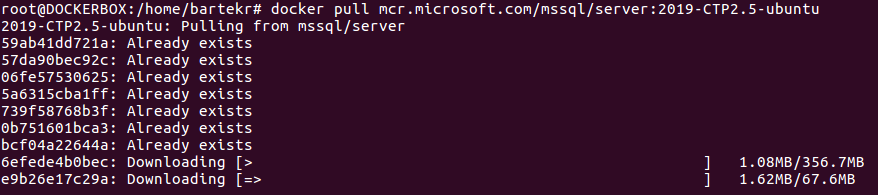 root@DOCKERBOX:/home/bartekr# docker pull mcr.microsoft.com/mssql/server:2019-CTP2.5-ubuntu
2019-CTP2.5-ubuntu: Pulling from mssql/server
59ab41dd721a: Already exists
57da90bec92c: Already exists
06fe57530625: Already exists
5a6315cba1ff: Already exists
739f58768b3f: Already exists
0b751601bca3: Already exists
bcf04a22644a: Already exists
6efede4b0bec: Downloading [>                                                  ]   1.08MB/356.7MB
e9b26e17c29a: Downloading [=>                                                 ]   1.62MB/67.6MB